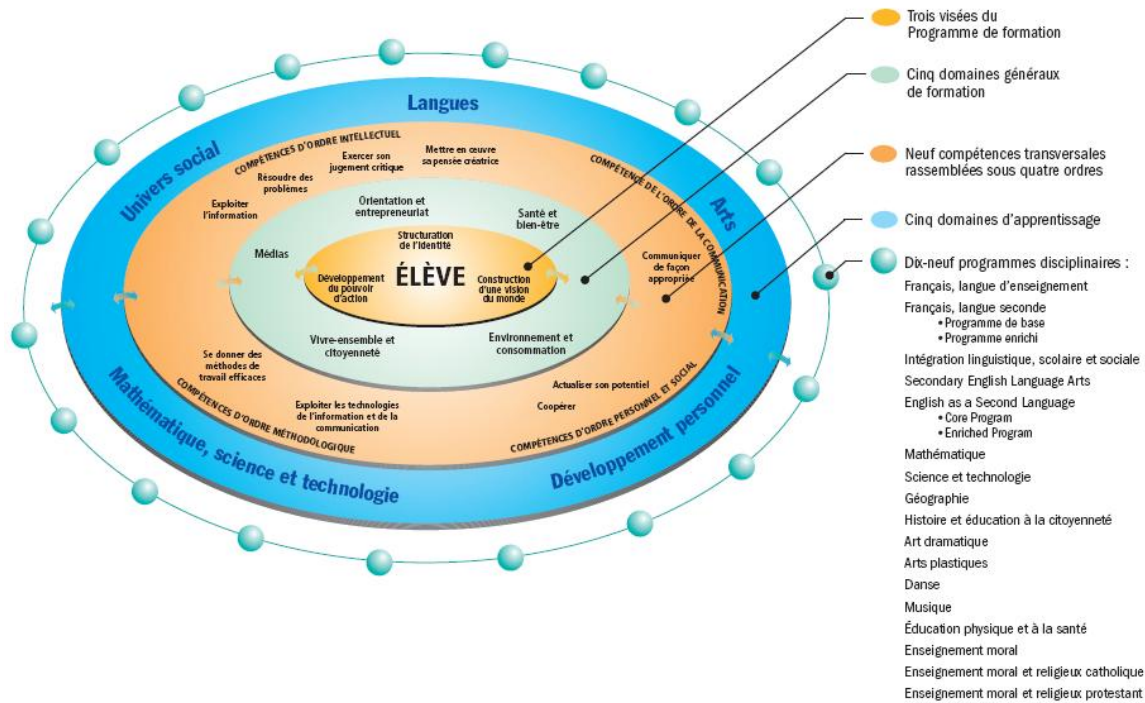 Trois visées du
Programme de formation
Cinq domaines généraux
de formation
Neuf compétences transversales
rassemblées sous quatre ordres
Cinq domaines d'apprentissage
Dix-neuf programmes disciplinaires :
Français, langue d'enseignement
Français, langue seconde
• Programme de base
• Programme enrichi
Intégration linguistique, scolaire et sociale
Secondary English Language Arts
English as a Second Language
• Core Program
• Enriched Program
Mathématique
Science et technologie
Géographie
Histoire et éducation à la citoyenneté
Art dramatique
Arts plastiques
Danse
Musique
Éducation physique et à la santé
Enseignement moral
Enseignement moral et religieux catholique
Enseignement moral et religieux protestant
Langues
Univers social
Arts
Mathématique, science et technologie
Développement personnel
COMPÉTENCES D'ORDRE INTELLECTUEL
Exploiter
l'information
Résoudre des
problèmes
Exercer son
jugement critique
Mettre en œuvre
sa pensée créatrice
COMPÉTENCE DE L'ORDRE DE LA COMMUNICATION
Communiquer
de façon
appropriée
COMPÉTENCES D'ORDRE MÉTHODOLOGIQUE
Se donner des
méthodes de
travail efficaces
Exploiter les technologies
de l'information et de la
communication
COMPÉTENCES D'ORDRE PERSONNEL ET SOCIAL
Actualiser son potentiel
Coopérer
Orientation et
entrepreneuriat
Santé et
bien-être
Médias
Vivre-ensemble et
citoyenneté
Environnement et
consommation
Structuration
de l'identité
ÉLÈVE
Développement
du pouvoir
d'action
Construction
d'une vision
du monde